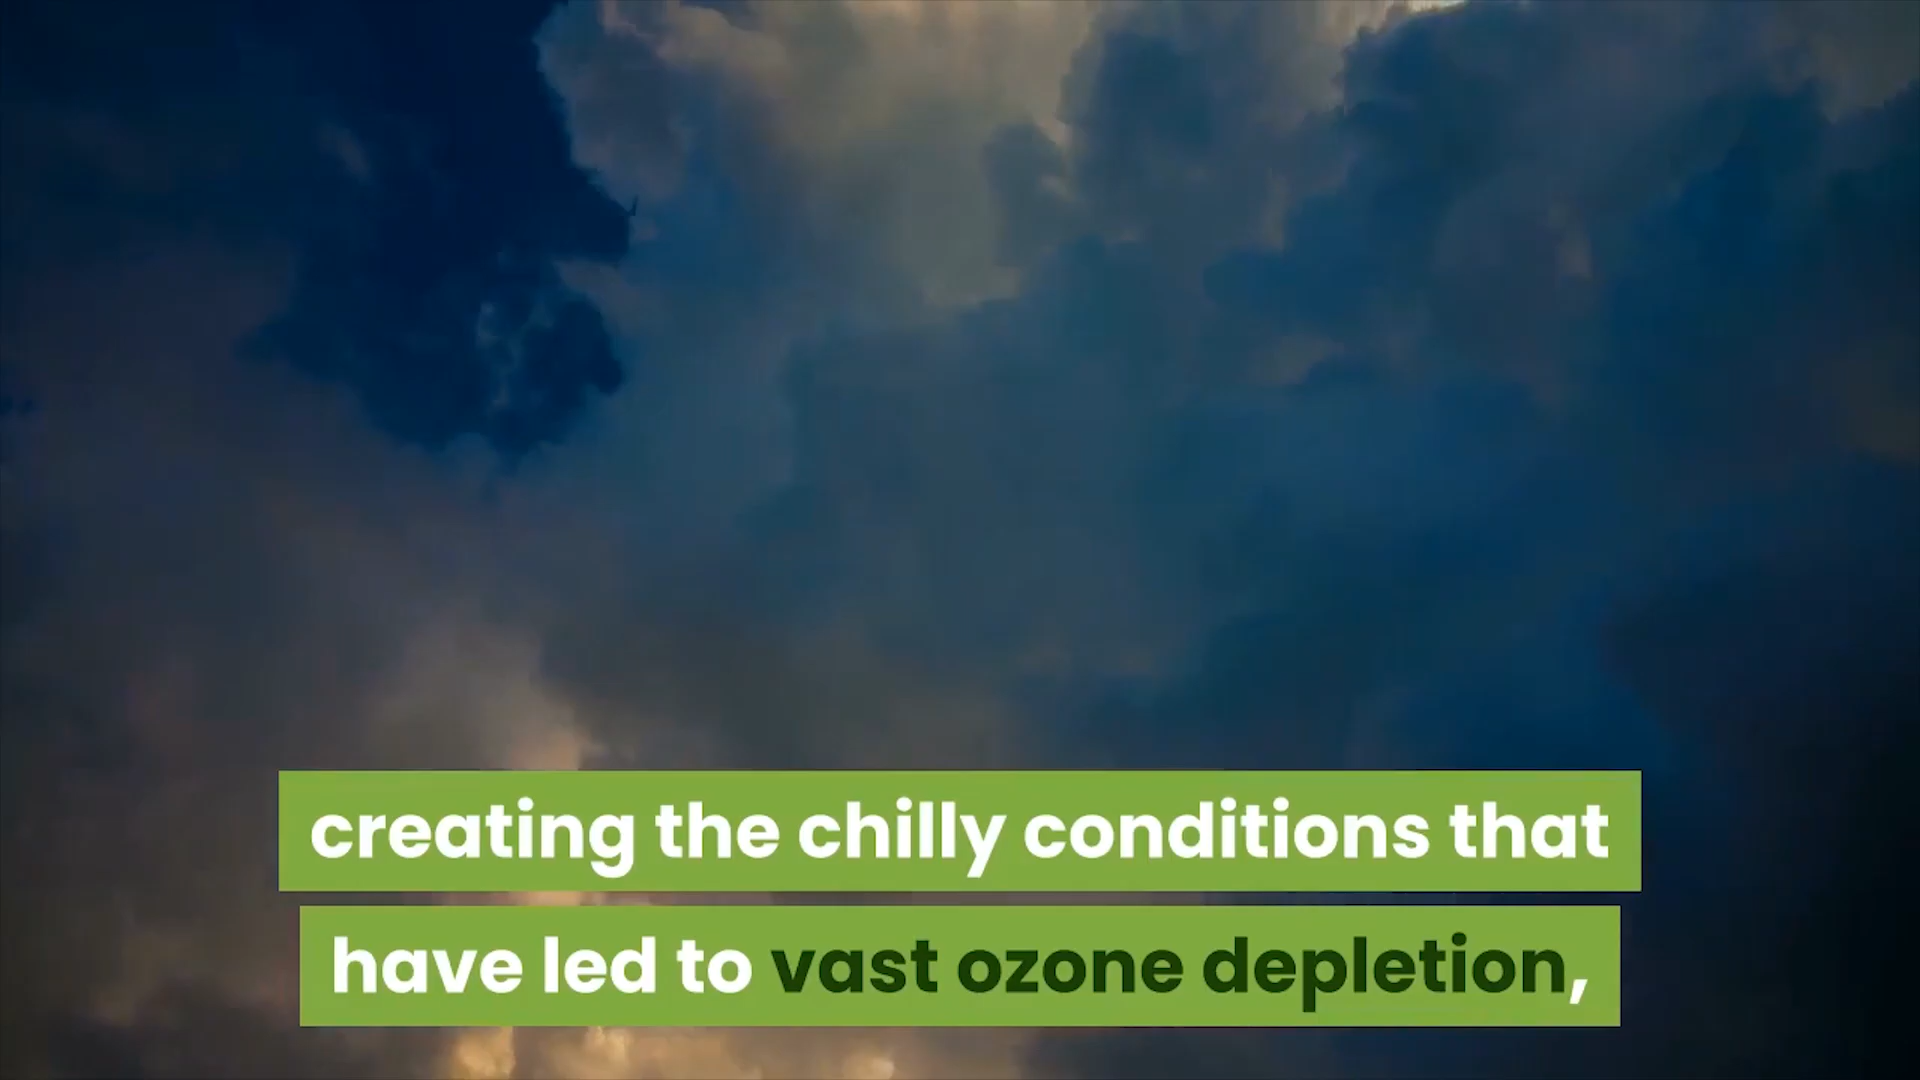 creating the chilly conditions that
have led to vast ozone depletion,